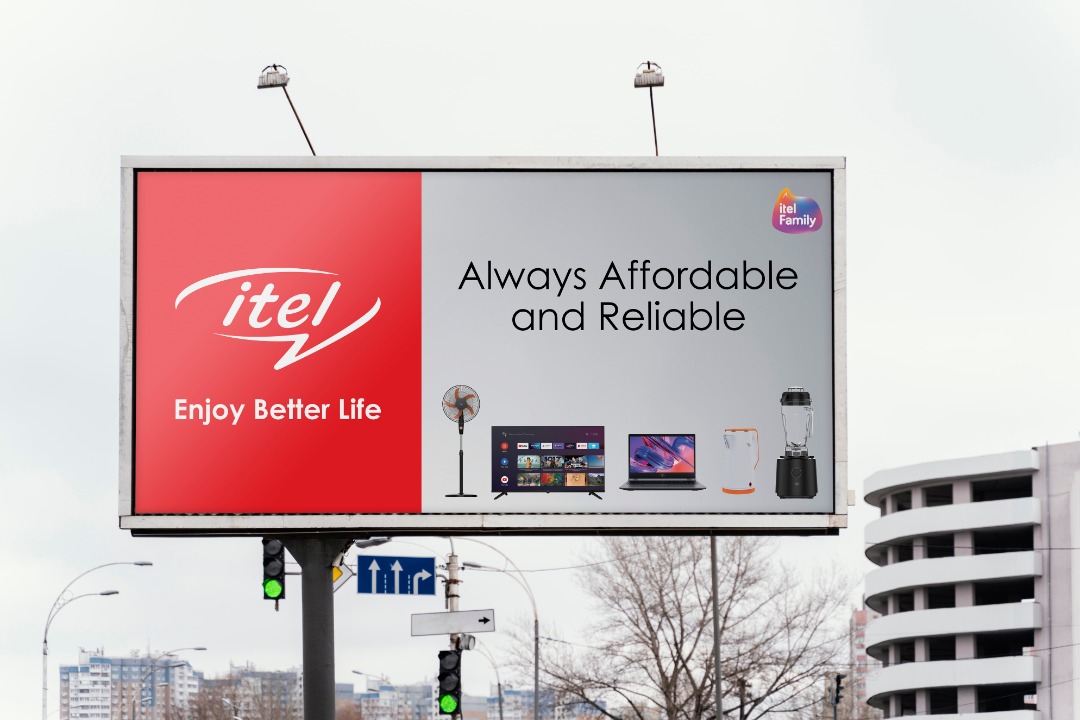 itel
Enjoy Better Life
itel
Family
Always Affordable
and Reliable